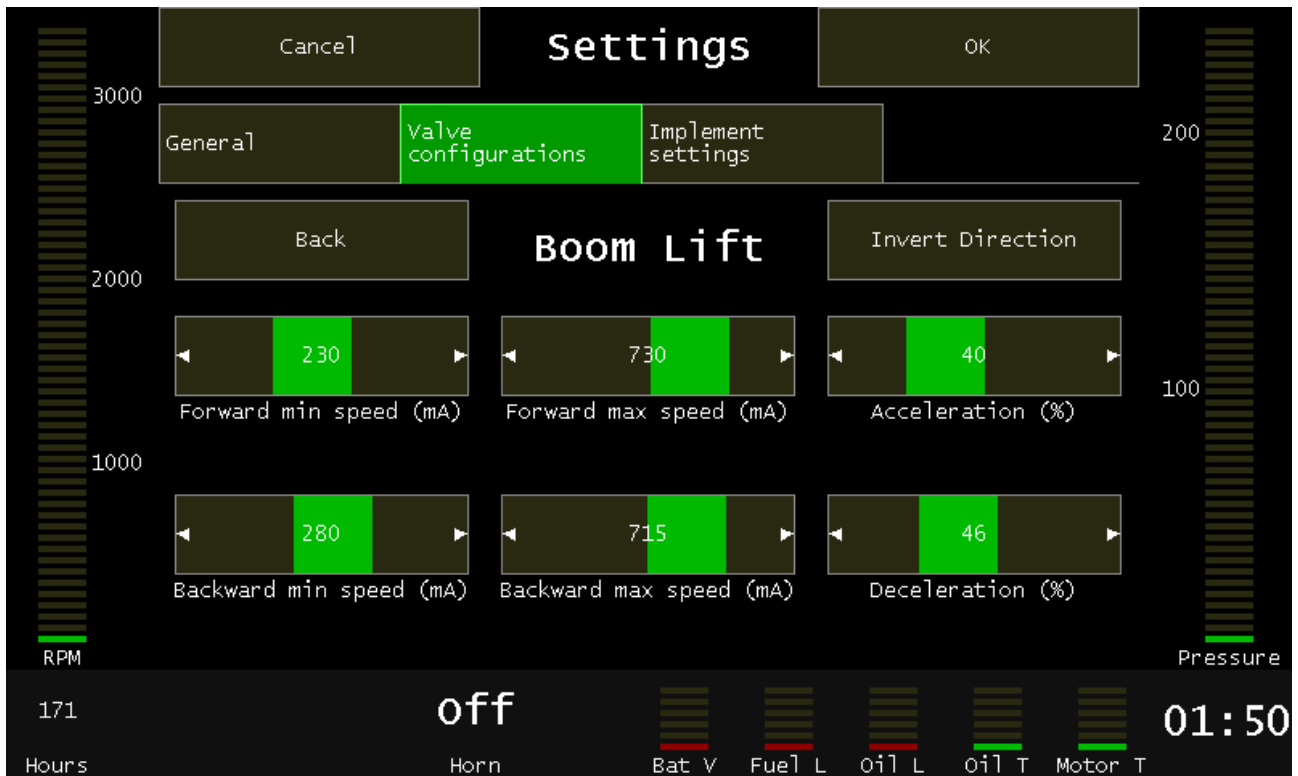 Cancel
Settings
OK
3000
General
Valve
configurations
Implement
settings
200
Back
Boom Lift
Invert Direction
2000
230
730
40
Forward min speed (mA)
Forward max speed (mA)
Acceleration (%)
100
1000
280
715
46
Backward min speed (mA)
Backward max speed (mA)
Deceleration (%)
RPM
Pressure
171
Off
01:50
Hours
Horn
Bat V
Fuel L
Oil L
Oil T
Motor T